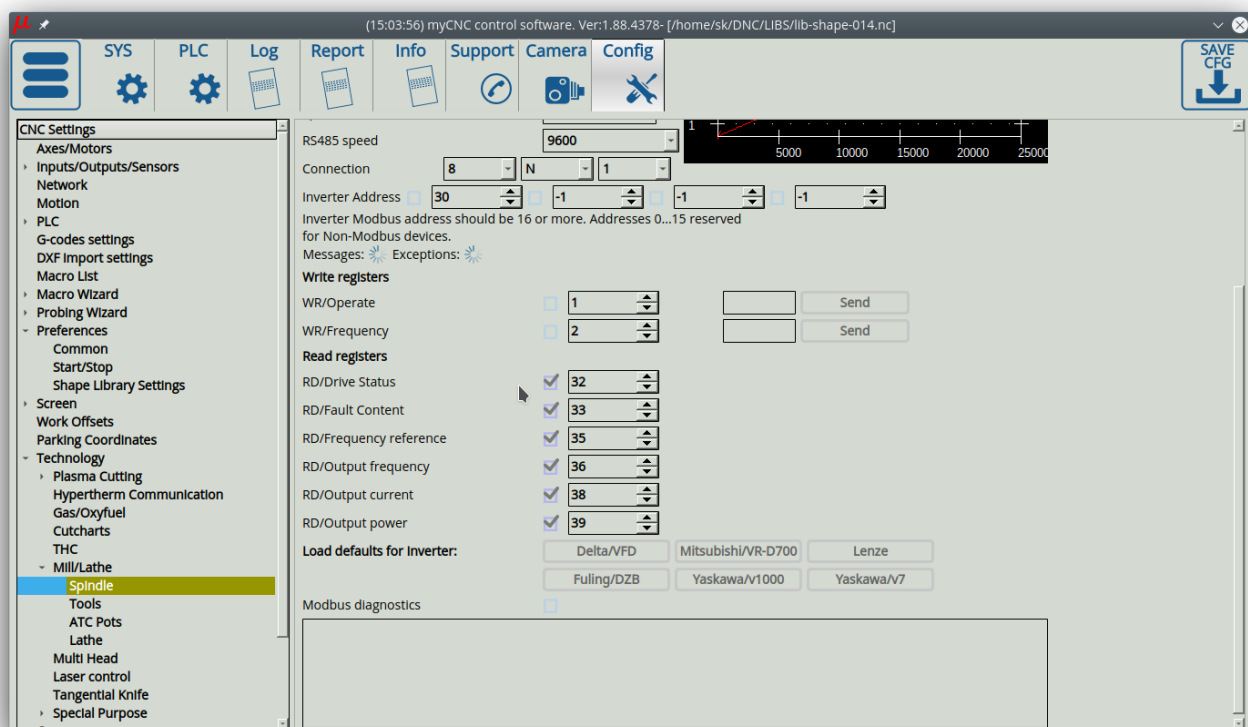 (15:03:56) myCNC control software. Ver:1.88.4378- [/home/sk/DNC/LIBS/lib-shape-014.nc]
SYS PLC Log Report Info Support Camera Config SAVE CFG
CNC Settings
Axes/Motors
Inputs/Outputs/Sensors
Network
Motion
PLC
G-codes settings
DXF import settings
Macro List
Macro Wizard
Probing Wizard
Preferences
Common
Start/Stop
Shape Library Settings
Screen
Work Offsets
Parking Coordinates
Technology
Plasma Cutting
Hypertherm Communication
Gas/Oxyfuel
Cutcharts
THC
Mill/Lathe
Spindle
Tools
ATC Pots
Lathe
Multi Head
Laser control
Tangential Knife
Special Purpose
1
5000 10000 15000 20000 25000
RS485 speed 9600
Connection 8 N 1
Inverter Address 30 -1 -1 -1
Inverter Modbus address should be 16 or more. Addresses 0...15 reserved
for Non-Modbus devices.
Messages: Exceptions:
Write registers
WR/Operate 1 Send
WR/Frequency 2 Send
Read registers
RD/Drive Status 32
RD/Fault Content 33
RD/Frequency reference 35
RD/Output frequency 36
RD/Output current 38
RD/Output power 39
Load defaults for Inverter: Delta/VFD Mitsubishi/VR-D700 Lenze
Fuling/DZB Yaskawa/v1000 Yaskawa/v7
Modbus diagnostics